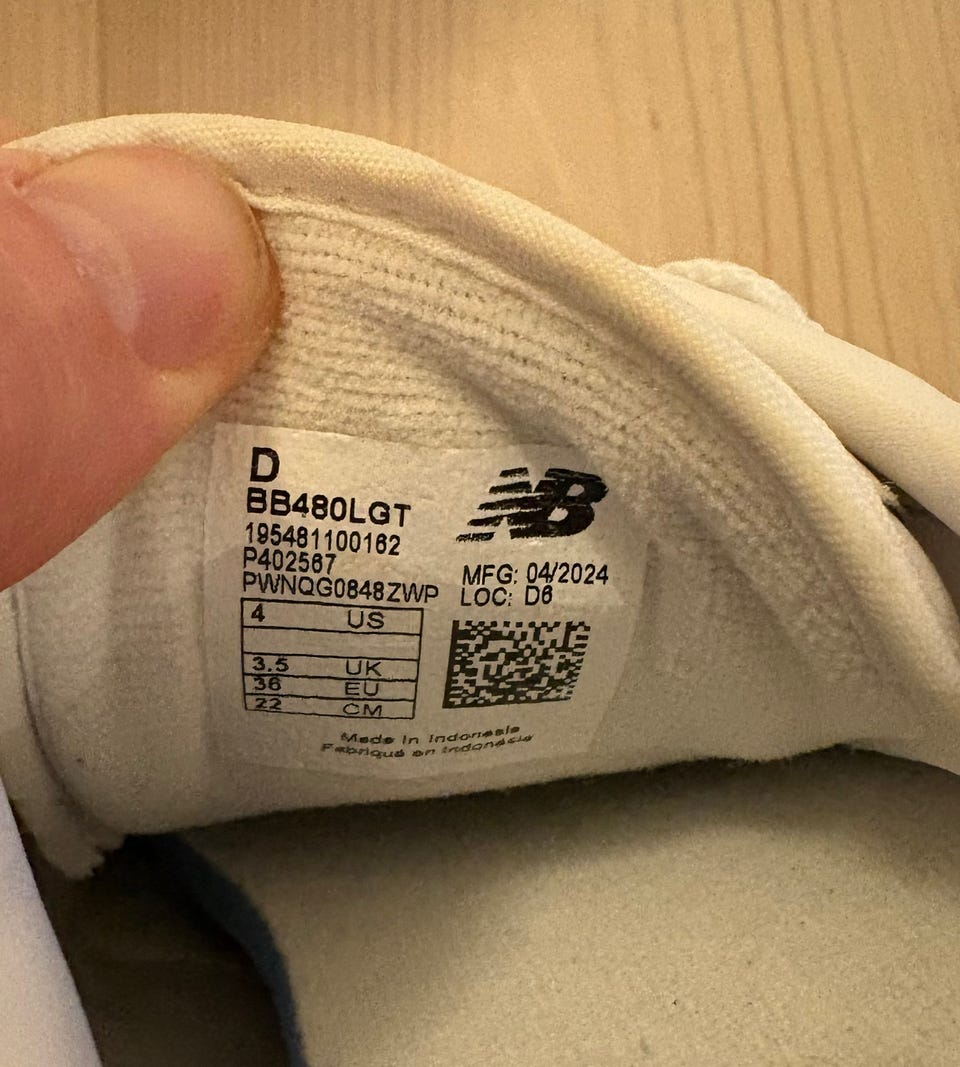 D
BB480LGT
195481100162
P402567
PWNQG0848ZWP
NB
MFG: 04/2024
LOC: D6
4 US
3.5 UK
36 EU
22 CM
Made in Indonesia
Fabriqué en Indonésie